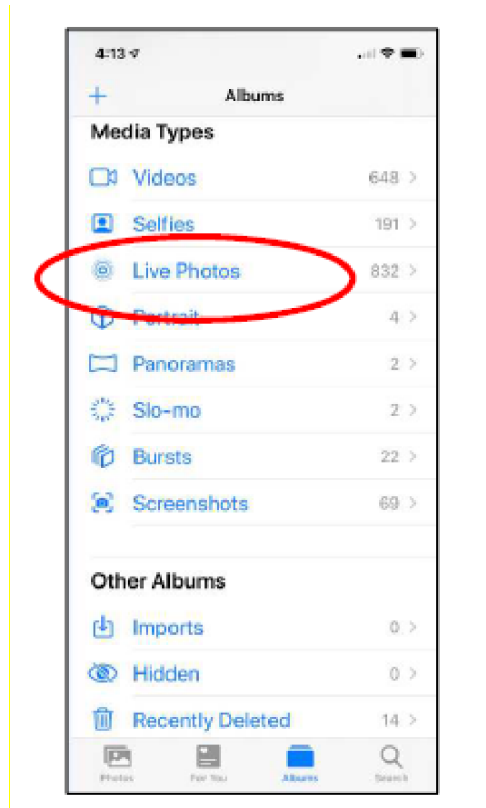 4:13
Albums
Media Types
Videos 648
Selfies 191
Live Photos 832
Portrait 4
Panoramas 2
Slo-mo 2
Bursts 22
Screenshots 69
Other Albums
Imports 0
Hidden 0
Recently Deleted 14
Photos For You Albums Search